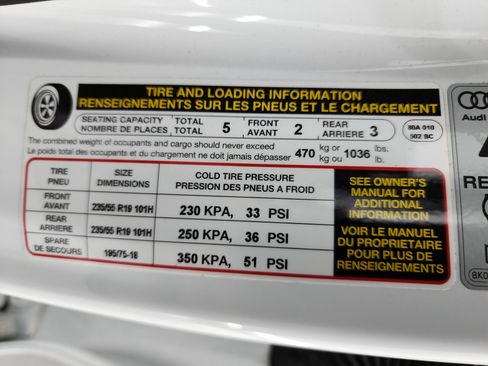 TIRE AND LOADING INFORMATION
RENSEIGNEMENTS SUR LES PNEUS ET LE CHARGEMENT
SEATING CAPACITY TOTAL 5 FRONT 2 REAR 3
NOMBRE DE PLACES TOTAL AVANT ARRIERE
The combined weight of occupants and cargo should never exceed
Le poids total des occupants et du chargement ne doit jamais dépasser 470 kg or 1036 lbs.
kg ou lb.
TIRE SIZE COLD TIRE PRESSURE
PNEU DIMENSIONS PRESSION DES PNEUS A FROID
FRONT
AVANT 235/55 R19 101H 230 KPA, 33 PSI
REAR
ARRIERE 235/55 R19 101H 250 KPA, 36 PSI
SPARE
DE SECOURS 195/75-18 350 KPA, 51 PSI
SEE OWNER'S
MANUAL FOR
ADDITIONAL
INFORMATION
VOIR LE MANUEL
DU PROPRIETAIRE
POUR PLUS DE
RENSEIGNEMENTS
Audi
RE
8K0